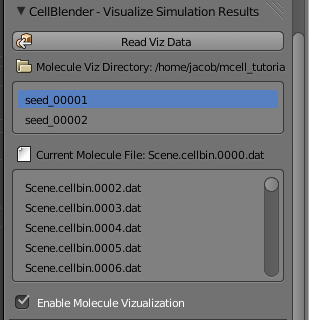 CellBlender - Visualize Simulation Results
Read Viz Data
Molecule Viz Directory: /home/jacob/mcell_tutoria
seed_00001
seed_00002
Current Molecule File: Scene.cellbin.0000.dat
Scene.cellbin.0002.dat
Scene.cellbin.0003.dat
Scene.cellbin.0004.dat
Scene.cellbin.0005.dat
Scene.cellbin.0006.dat
Enable Molecule Vizualization